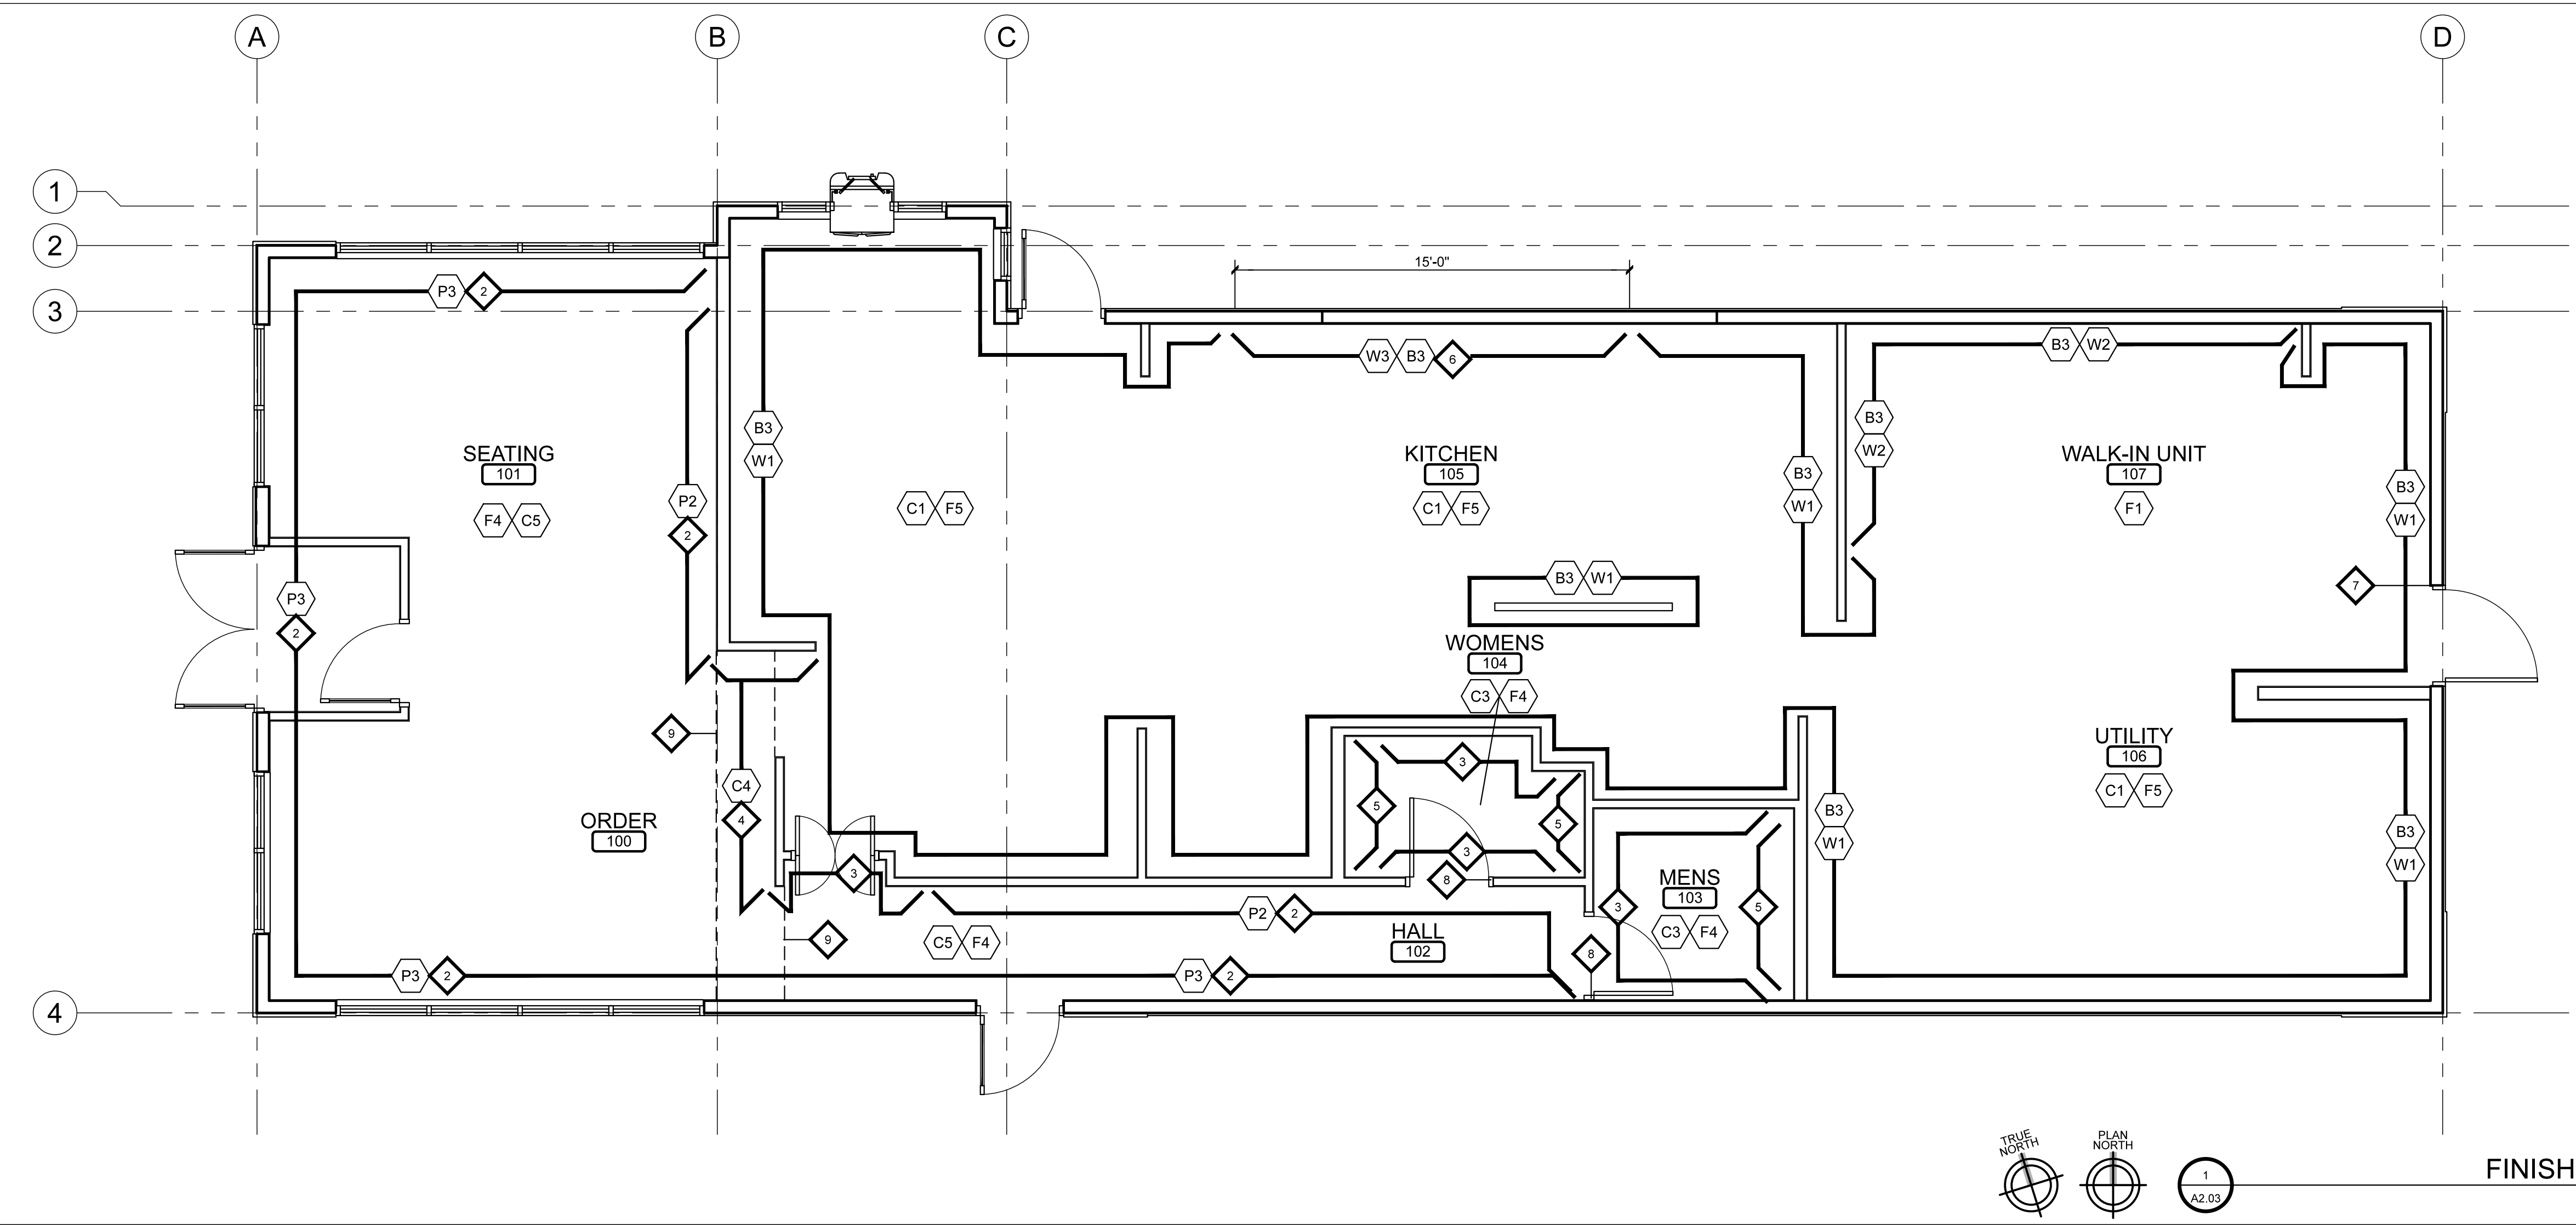 A B C D
1
2
3
4
15'-0"
P3 2
W3 B3 6
B3 W2
B3
W1
B3
W2
SEATING
101
F4 C5
KITCHEN
105
C1 F5
C1 F5
WALK-IN UNIT
107
F1
B3
W1
B3
W1
P2
2
P3
2
B3 W1
7
WOMENS
104
C3 F4
9
C4
4
ORDER
100
3
5
5
3
3
8
UTILITY
106
C1 F5
B3
W1
B3
W1
MENS
103
C3 F4
3
5
P2 2
9
C5 F4
HALL
102
8
P3 2
P3 2
TRUE
NORTH
PLAN
NORTH
1
A2.03
FINISH